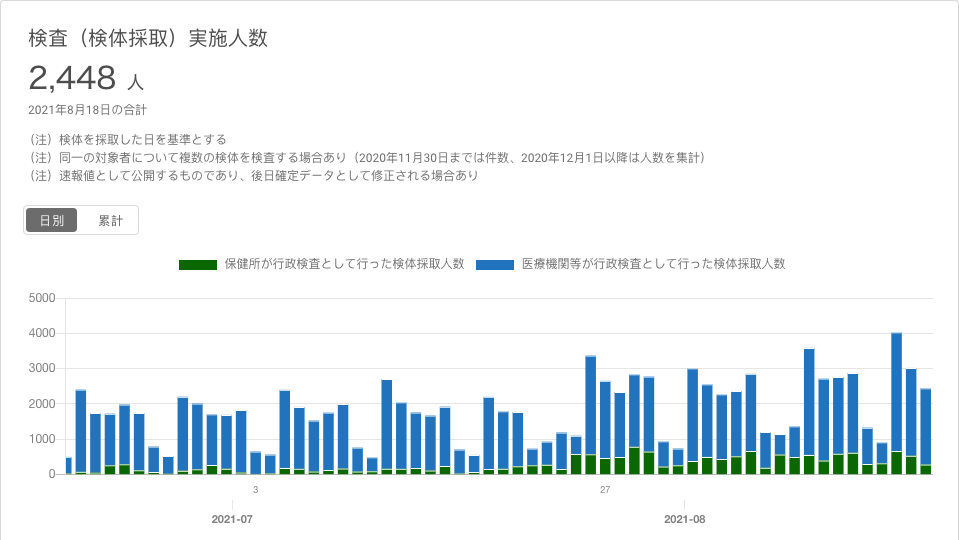 検査（検体採取）実施人数
2,448 人
2021年8月18日の合計
（注）検体を採取した日を基準とする
（注）同一の対象者について複数の検体を検査する場合あり（2020年11月30日までは件数、2020年12月1日以降は人数を集計）
（注）速報値として公開するものであり、後日確定データとして修正される場合あり
日別 累計
保健所が行政検査として行った検体採取人数 医療機関等が行政検査として行った検体採取人数
5000
4000
3000
2000
1000
0
3 27
2021-07 2021-08